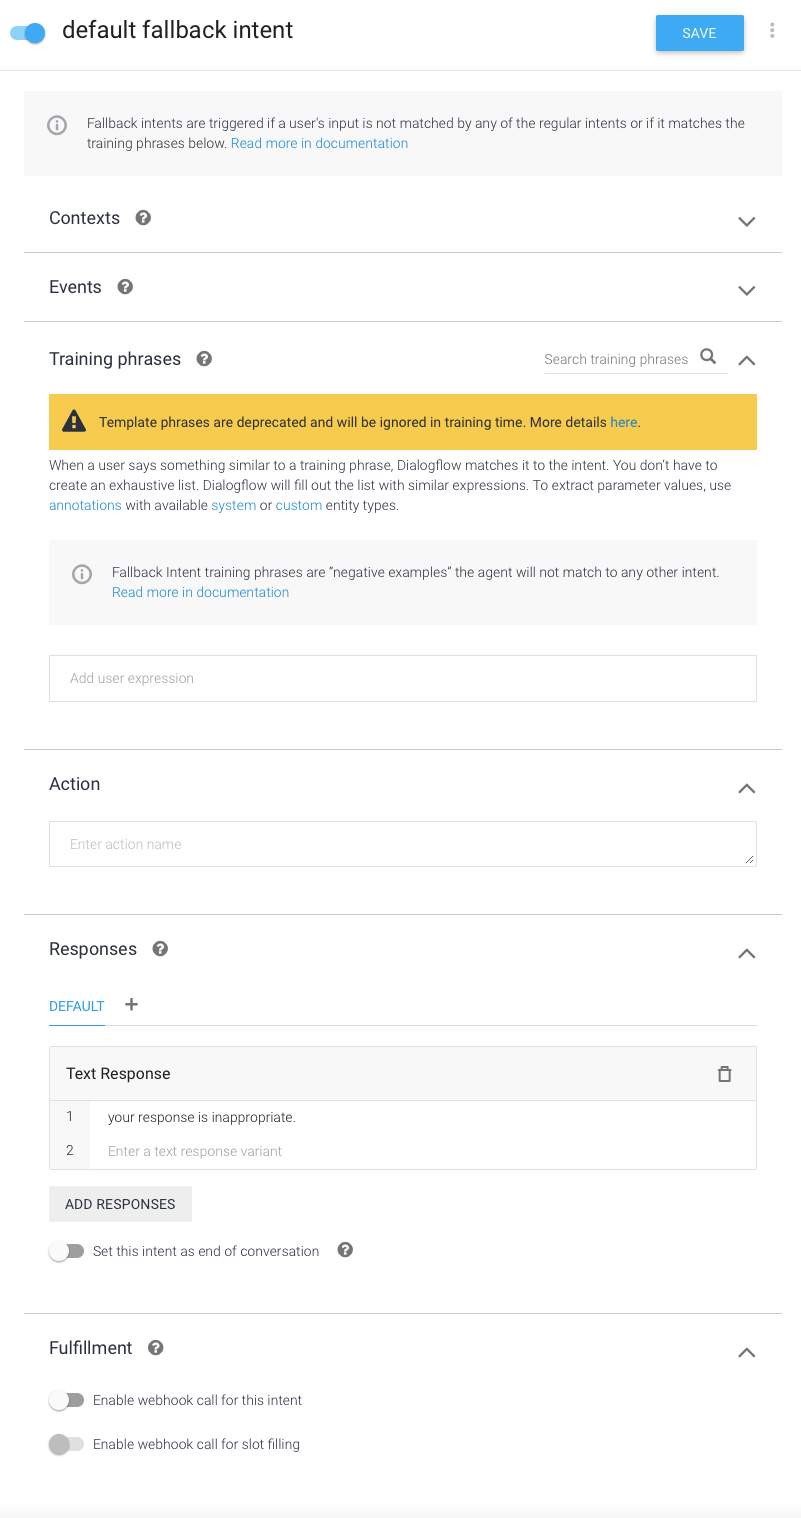 default fallback intent
SAVE
Fallback intents are triggered if a user's input is not matched by any of the regular intents or if it matches the
training phrases below. Read more in documentation
Contexts
Events
Training phrases
Search training phrases
Template phrases are deprecated and will be ignored in training time. More details here.
When a user says something similar to a training phrase, Dialogflow matches it to the intent. You don’t have to
create an exhaustive list. Dialogflow will fill out the list with similar expressions. To extract parameter values, use
annotations with available system or custom entity types.
Fallback Intent training phrases are “negative examples” the agent will not match to any other intent.
Read more in documentation
Add user expression
Action
Enter action name
Responses
DEFAULT +
Text Response
1 your response is inappropriate.
2 Enter a text response variant
ADD RESPONSES
Set this intent as end of conversation
Fulfillment
Enable webhook call for this intent
Enable webhook call for slot filling